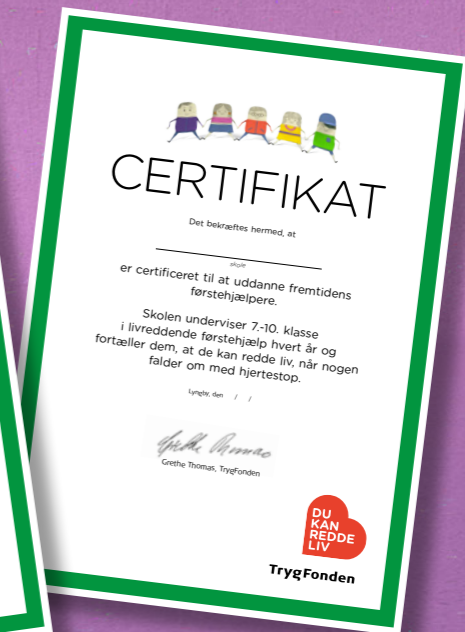 CERTIFIKAT
Det bekræftes hermed, at
skole
er certificeret til at uddanne fremtidens
førstehjælpere.
Skolen underviser 7.-10. klasse
i livreddende førstehjælp hvert år og
fortæller dem, at de kan redde liv, når nogen
falder om med hjertestop.
Lyngby, den / /
Grethe Thomas
Grethe Thomas, TrygFonden
DU
KAN
REDDE
LIV
TrygFonden